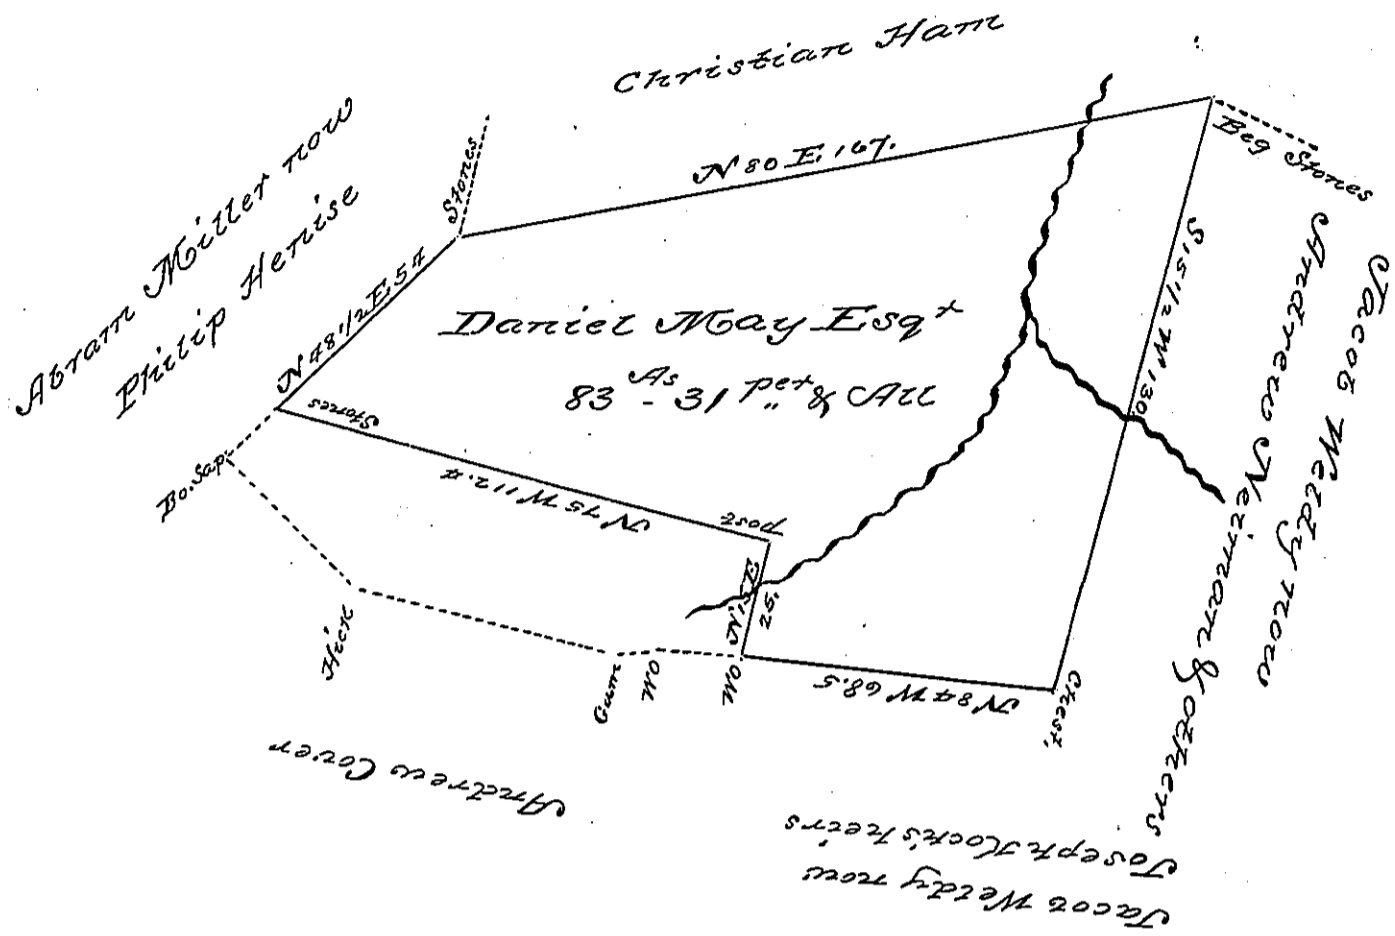 Christian Ham
Abram Miller now
Philip Henise
Stones
N 80 E. 167.
Beg Stones
N 48 1/2 E. 54
Daniel May Esqr
83 As - 31 per " & All
S 15 1/2 W 130.
Andrew Neiman & others
Jacob Weldy now
Stones
Bo. Sap.
N 75 W 112.4
post
N 15 E
25.
Hick
Gum
WO
WO.
N 84 W 68.5
Chest.
Andrew Cover
Jacob Weldy now
Joseph Hock's heirs